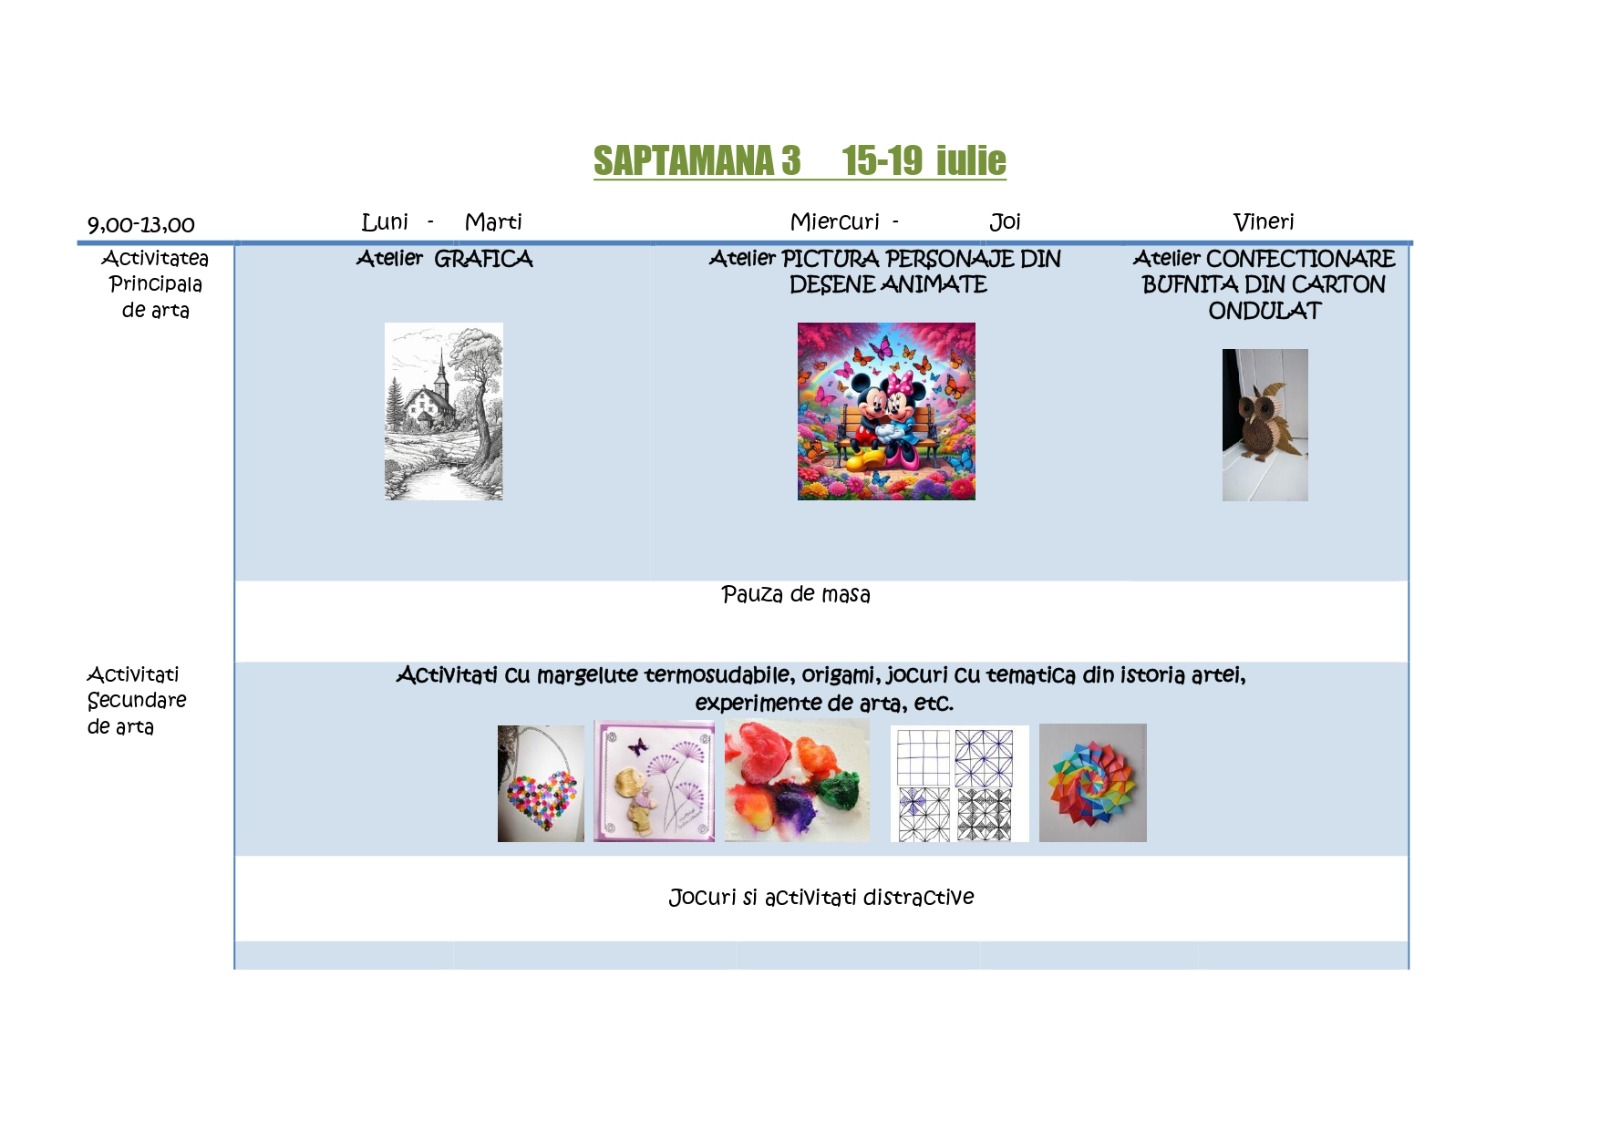 SAPTAMANA 3 15-19 iulie
9,00-13,00 Luni - Marti Miercuri - Joi Vineri
Activitatea
Principala
de arta
Atelier GRAFICA
Atelier PICTURA PERSONAJE DIN
DESENE ANIMATE
Atelier CONFECTIONARE
BUFNITA DIN CARTON
ONDULAT
Pauza de masa
Activitati
Secundare
de arta
Activitati cu margelute termosudabile, origami, jocuri cu tematica din istoria artei,
experimente de arta, etc.
Jocuri si activitati distractive